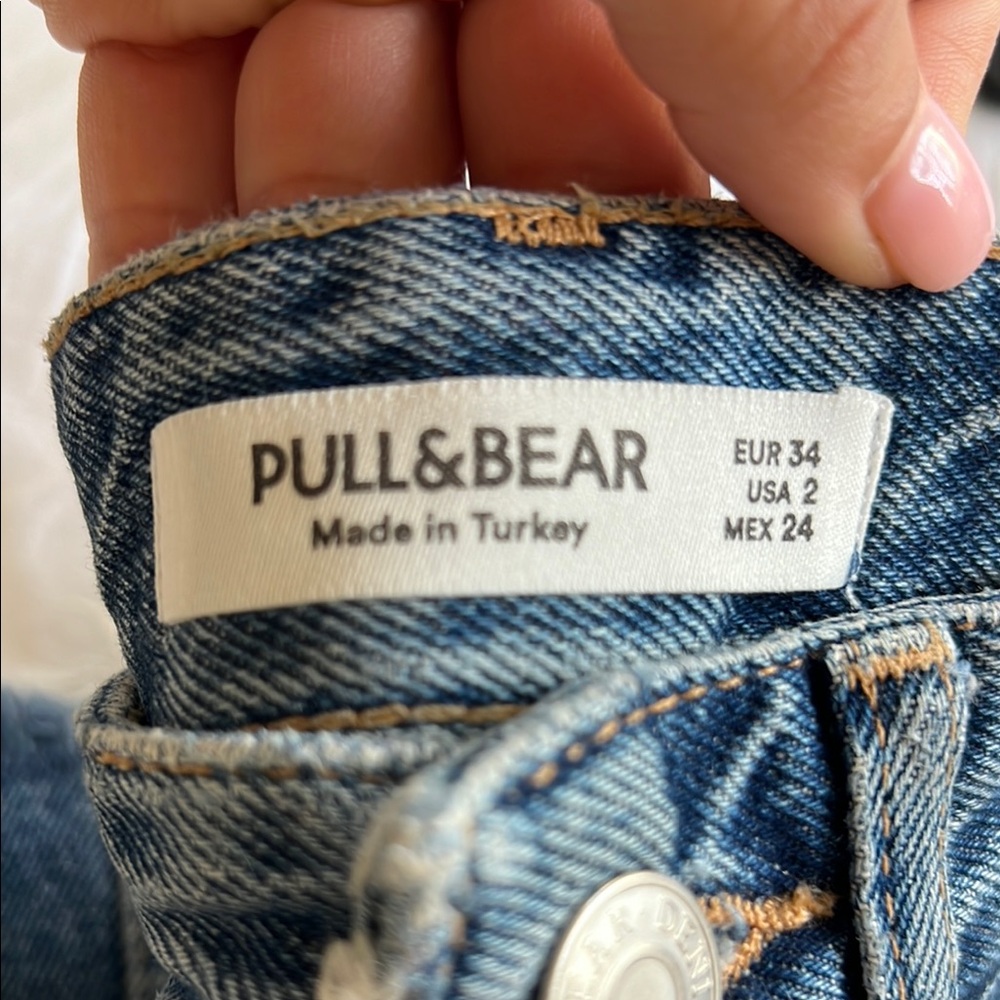 PULL&BEAR
Made in Turkey
EUR 34
USA 2
MEX 24